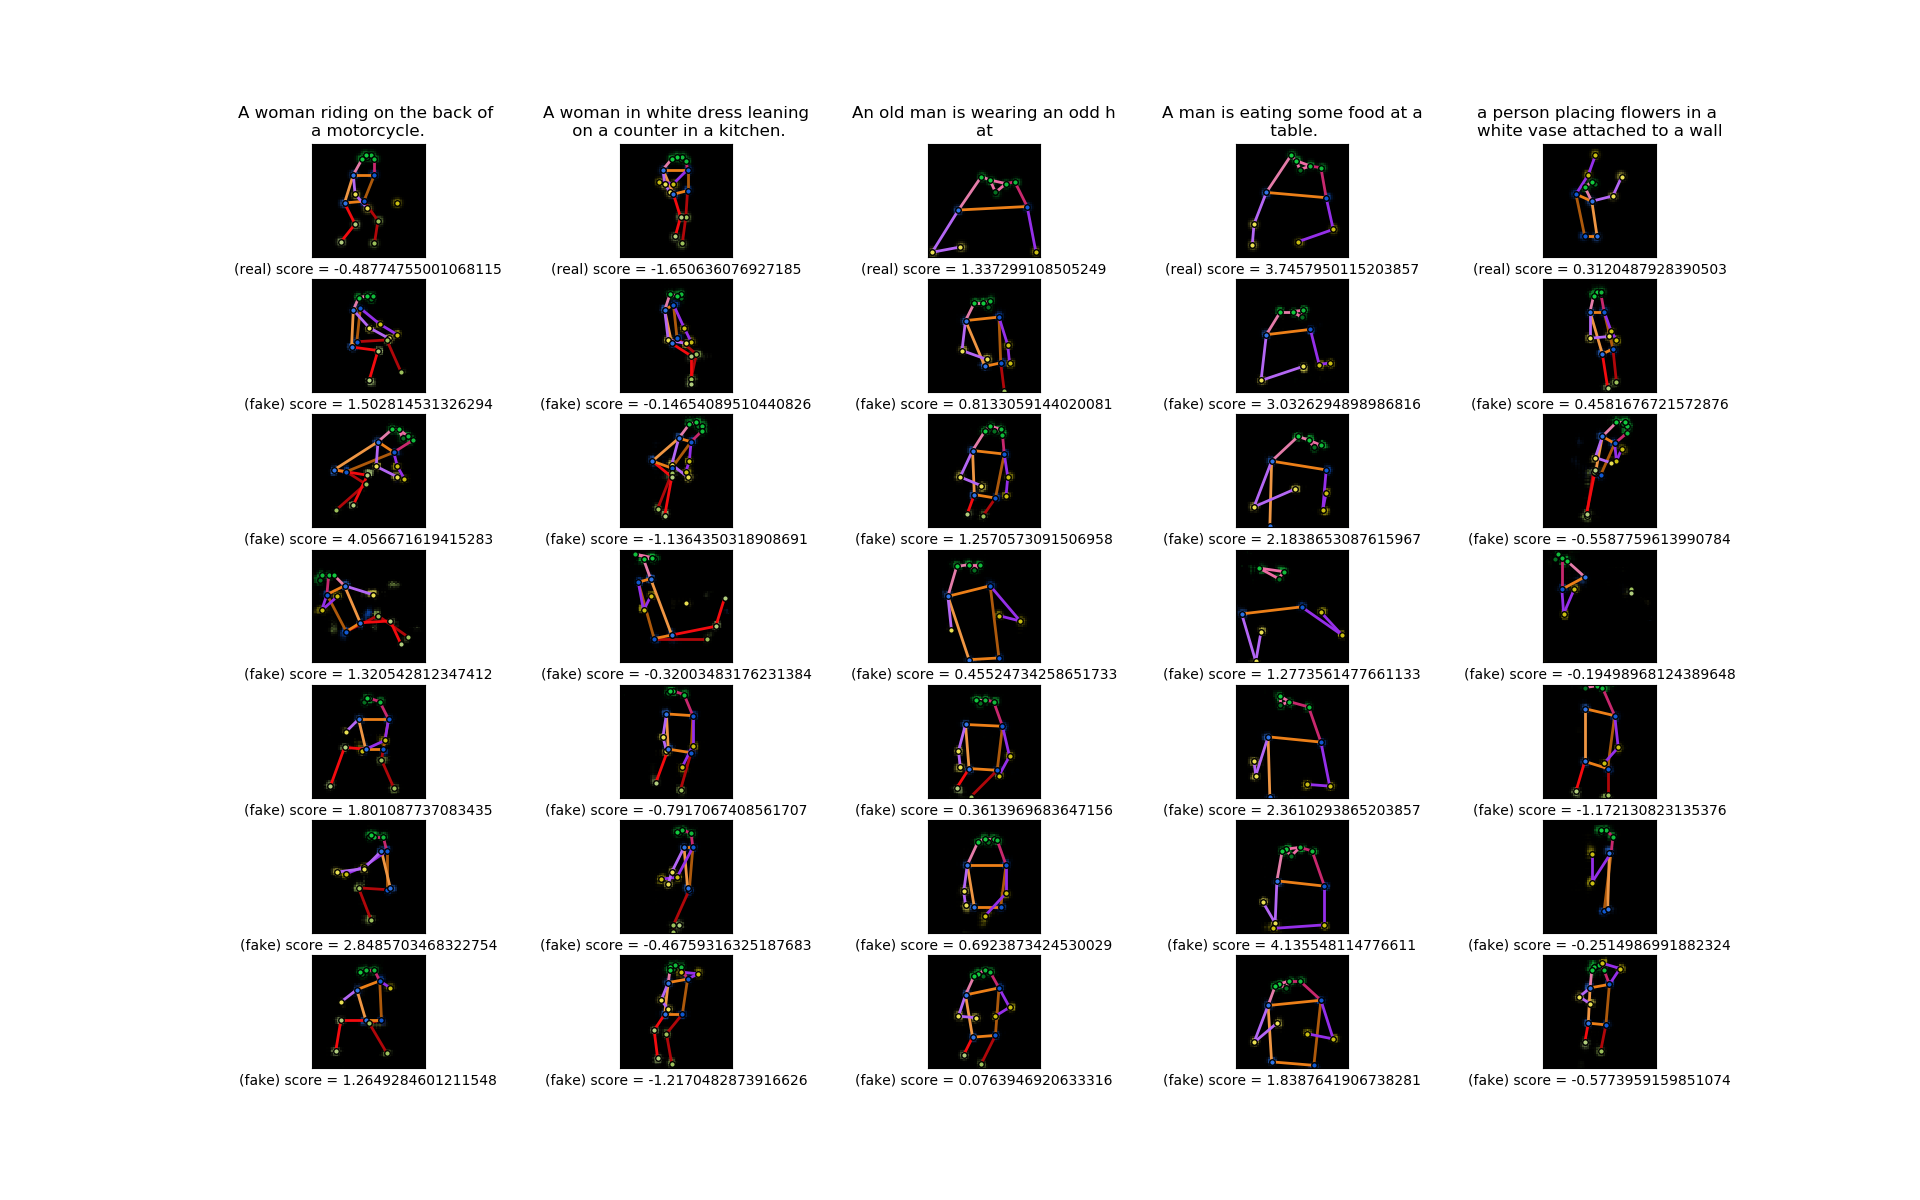 A woman riding on the back of
a motorcycle.
A woman in white dress leaning
on a counter in a kitchen.
An old man is wearing an odd h
at
A man is eating some food at a
table.
a person placing flowers in a
white vase attached to a wall
(real) score = -0.48774755001068115
(real) score = -1.650636076927185
(real) score = 1.337299108505249
(real) score = 3.7457950115203857
(real) score = 0.3120487928390503
(fake) score = 1.502814531326294
(fake) score = -0.14654089510440826
(fake) score = 0.8133059144020081
(fake) score = 3.0326294898986816
(fake) score = 0.4581676721572876
(fake) score = 4.056671619415283
(fake) score = -1.1364350318908691
(fake) score = 1.2570573091506958
(fake) score = 2.1838653087615967
(fake) score = -0.5587759613990784
(fake) score = 1.320542812347412
(fake) score = -0.32003483176231384
(fake) score = 0.45524734258651733
(fake) score = 1.2773561477661133
(fake) score = -0.19498968124389648
(fake) score = 1.801087737083435
(fake) score = -0.7917067408561707
(fake) score = 0.3613969683647156
(fake) score = 2.3610293865203857
(fake) score = -1.172130823135376
(fake) score = 2.8485703468322754
(fake) score = -0.46759316325187683
(fake) score = 0.6923873424530029
(fake) score = 4.135548114776611
(fake) score = -0.2514986991882324
(fake) score = 1.2649284601211548
(fake) score = -1.2170482873916626
(fake) score = 0.0763946920633316
(fake) score = 1.8387641906738281
(fake) score = -0.5773959159851074